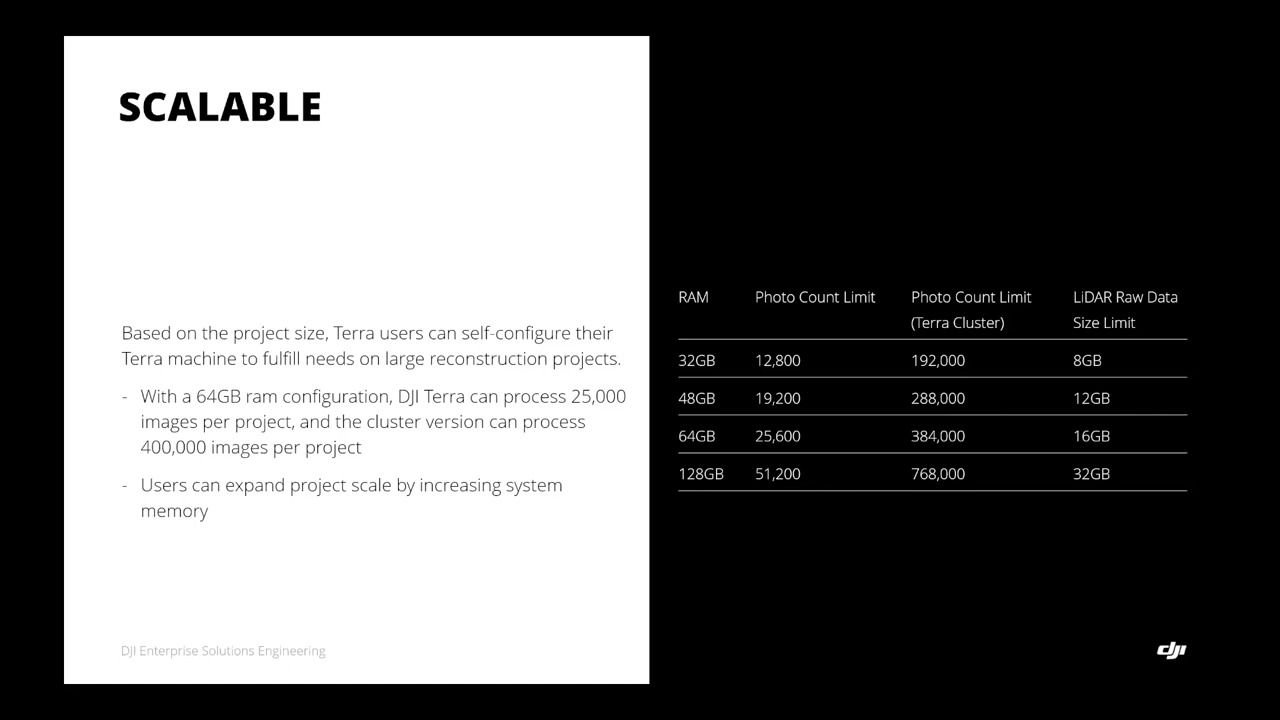 SCALABLE
Based on the project size, Terra users can self-configure their
Terra machine to fulfill needs on large reconstruction projects.
- With a 64GB ram configuration, DJI Terra can process 25,000
images per project, and the cluster version can process
400,000 images per project
- Users can expand project scale by increasing system
memory
DJI Enterprise Solutions Engineering
RAM Photo Count Limit Photo Count Limit LiDAR Raw Data
(Terra Cluster) Size Limit
32GB 12,800 192,000 8GB
48GB 19,200 288,000 12GB
64GB 25,600 384,000 16GB
128GB 51,200 768,000 32GB
dji